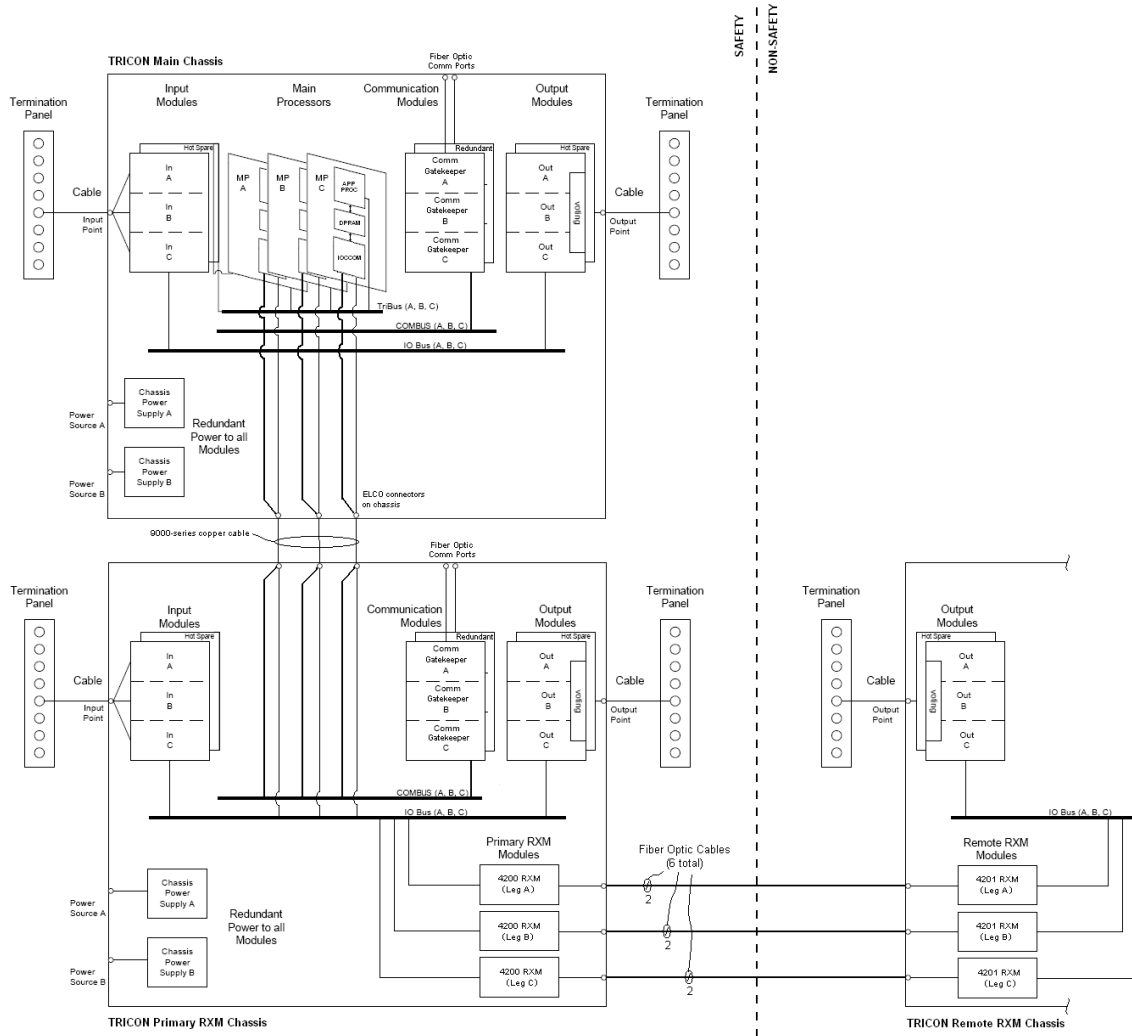 SAFETY
NON-SAFETY
TRICON Main Chassis
Fiber Optic
Comm Ports
Termination
Panel
Input
Modules
Main
Processors
Communication
Modules
Output
Modules
Termination
Panel
Hot Spare
In
A
In
B
In
C
MP
A
MP
B
MP
C
APP
PROC
DPRAM
IOCCOM
Redundant
Comm
Gatekeeper
A
Comm
Gatekeeper
B
Comm
Gatekeeper
C
Hot Spare
Out
A
Out
B
Out
C
voting
Cable
Input
Point
Cable
Output
Point
TriBus (A, B, C)
COMBUS (A, B, C)
IO Bus (A, B, C)
Power
Source A
Chassis
Power
Supply A
Redundant
Power to all
Modules
Power
Source B
Chassis
Power
Supply B
ELCO connectors
on chassis
9000-series copper cable
Fiber Optic
Comm Ports
Termination
Panel
Input
Modules
Communication
Modules
Output
Modules
Termination
Panel
Hot Spare
In
A
In
B
In
C
Redundant
Comm
Gatekeeper
A
Comm
Gatekeeper
B
Comm
Gatekeeper
C
Hot Spare
Out
A
Out
B
Out
C
voting
Cable
Input
Point
Cable
Output
Point
Termination
Panel
Output
Modules
Hot Spare
Out
A
Out
B
Out
C
voting
Cable
Output
Point
COMBUS (A, B, C)
IO Bus (A, B, C)
IO Bus (A, B, C)
Primary RXM
Modules
4200 RXM
(Leg A)
4200 RXM
(Leg B)
4200 RXM
(Leg C)
Fiber Optic Cables
(6 total)
2
2
2
Remote RXM
Modules
4201 RXM
(Leg A)
4201 RXM
(Leg B)
4201 RXM
(Leg C)
Power
Source A
Chassis
Power
Supply A
Redundant
Power to all
Modules
Power
Source B
Chassis
Power
Supply B
TRICON Primary RXM Chassis
TRICON Remote RXM Chassis